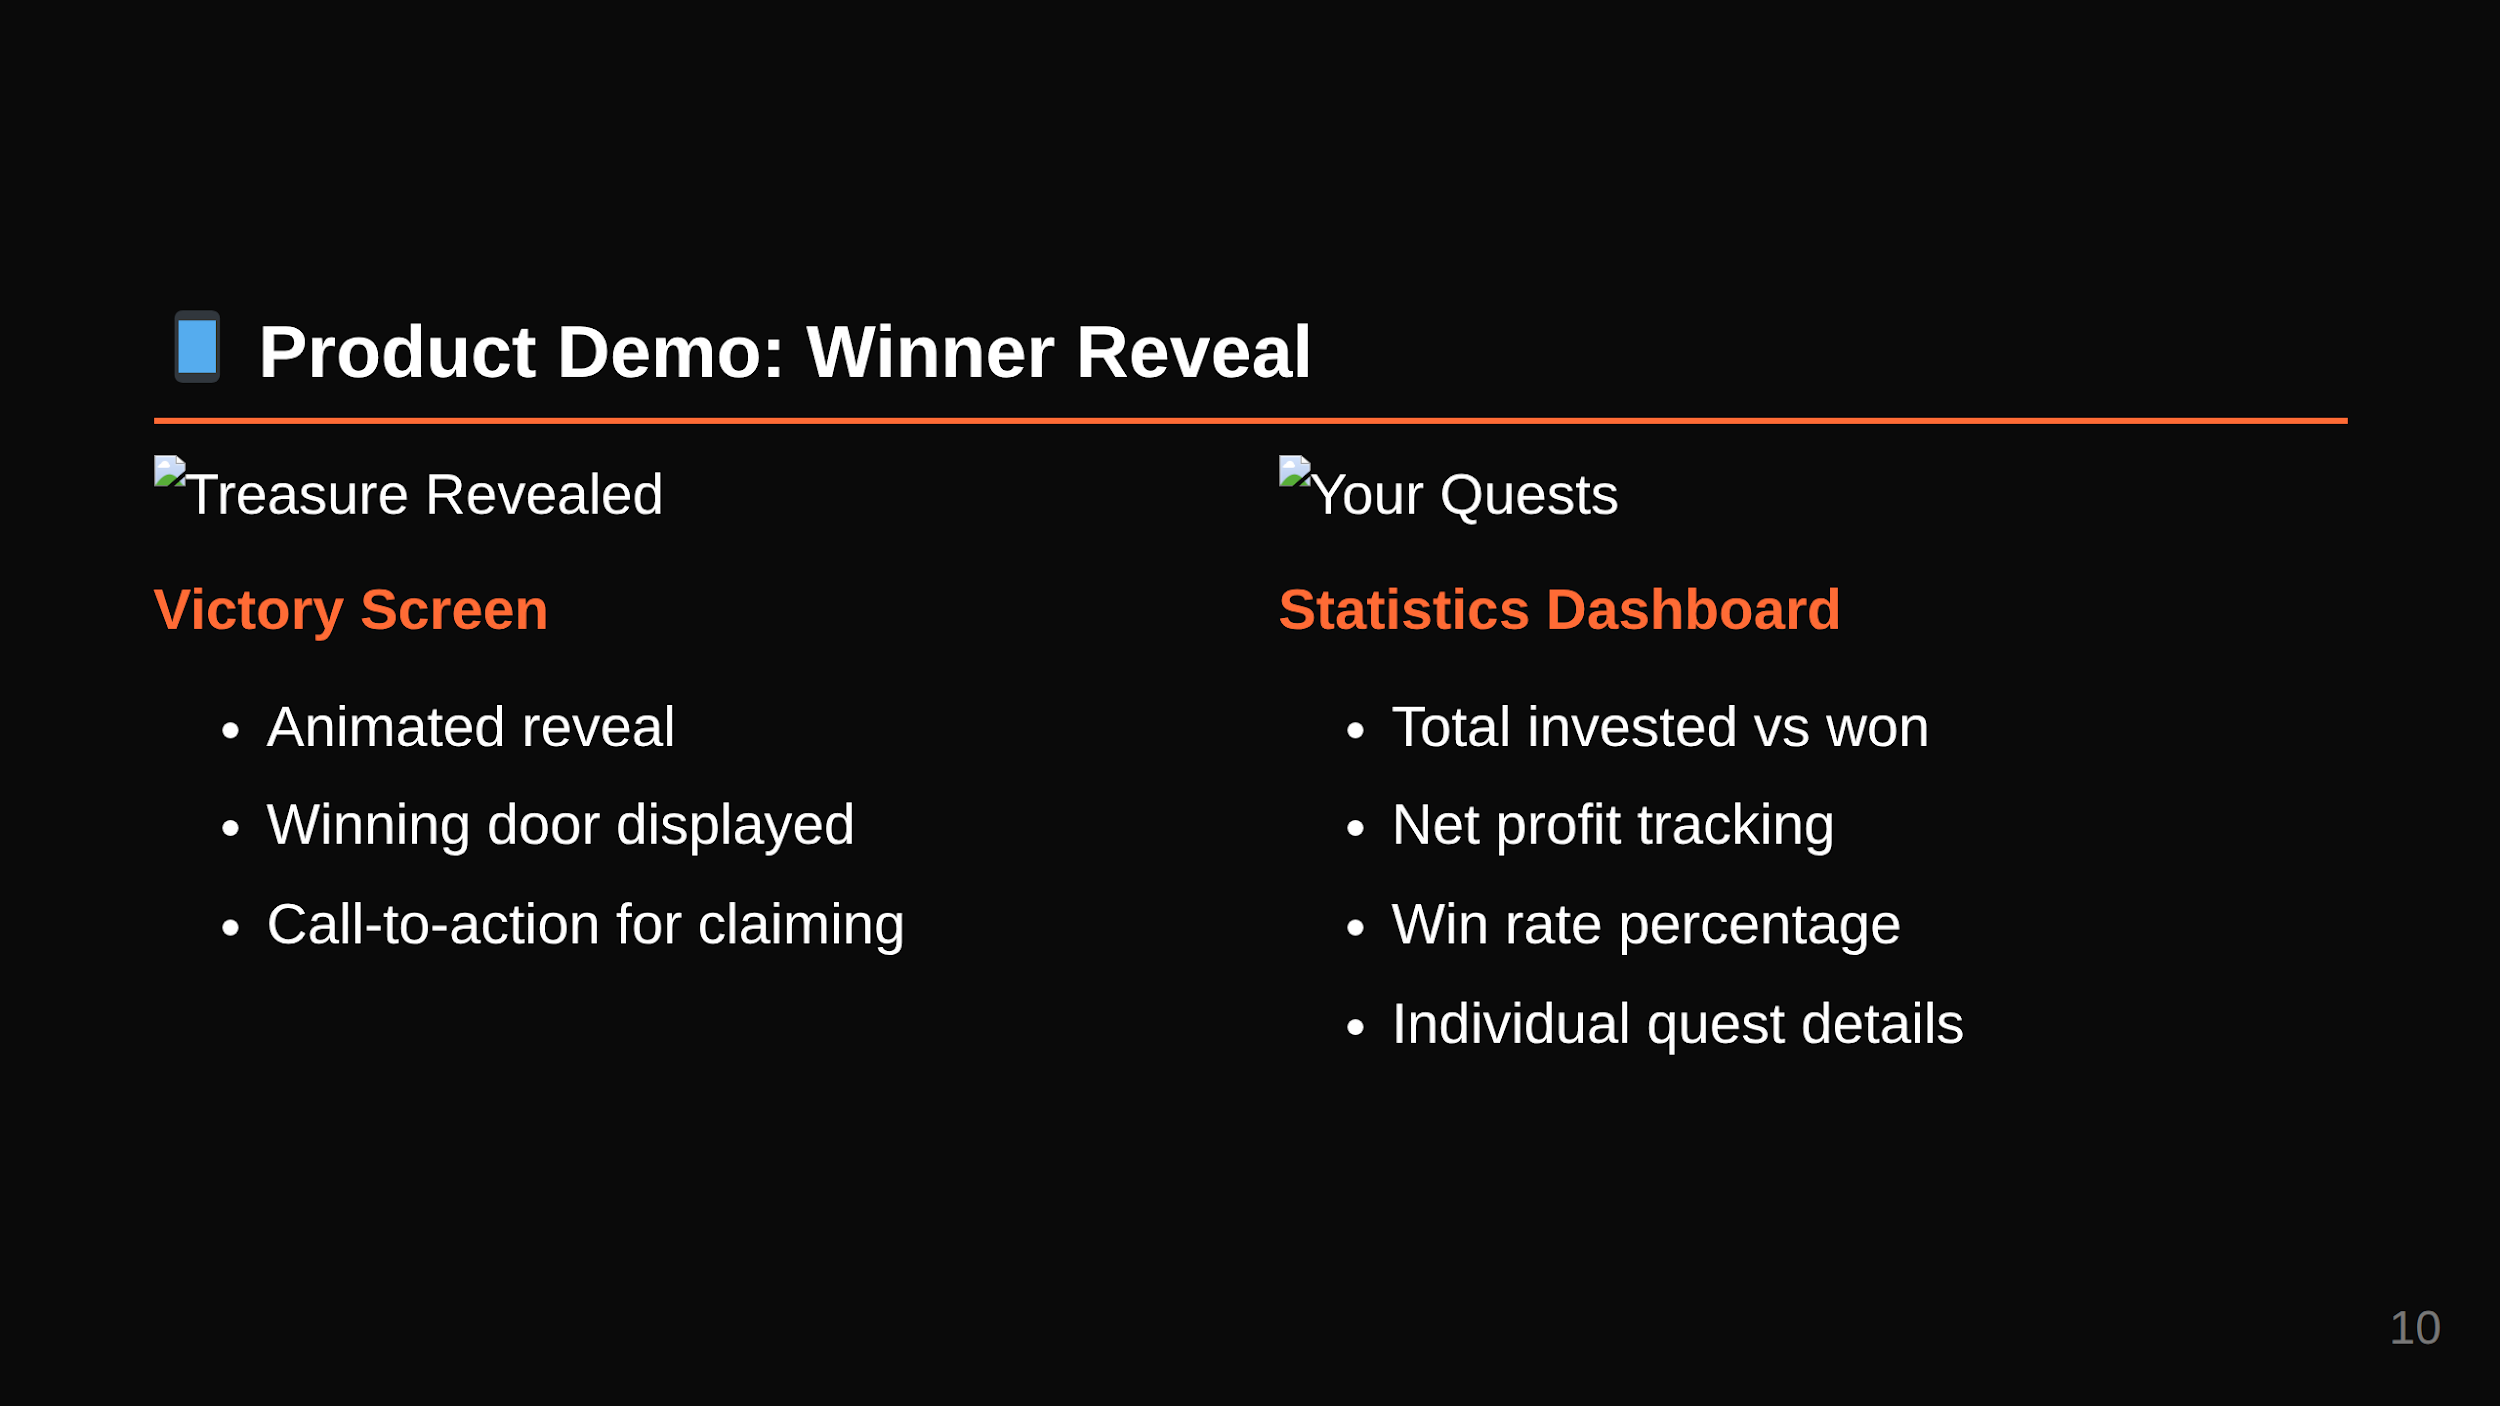 Product Demo: Winner Reveal
Treasure Revealed
Victory Screen
• Animated reveal
• Winning door displayed
• Call-to-action for claiming
Your Quests
Statistics Dashboard
• Total invested vs won
• Net profit tracking
• Win rate percentage
• Individual quest details
10